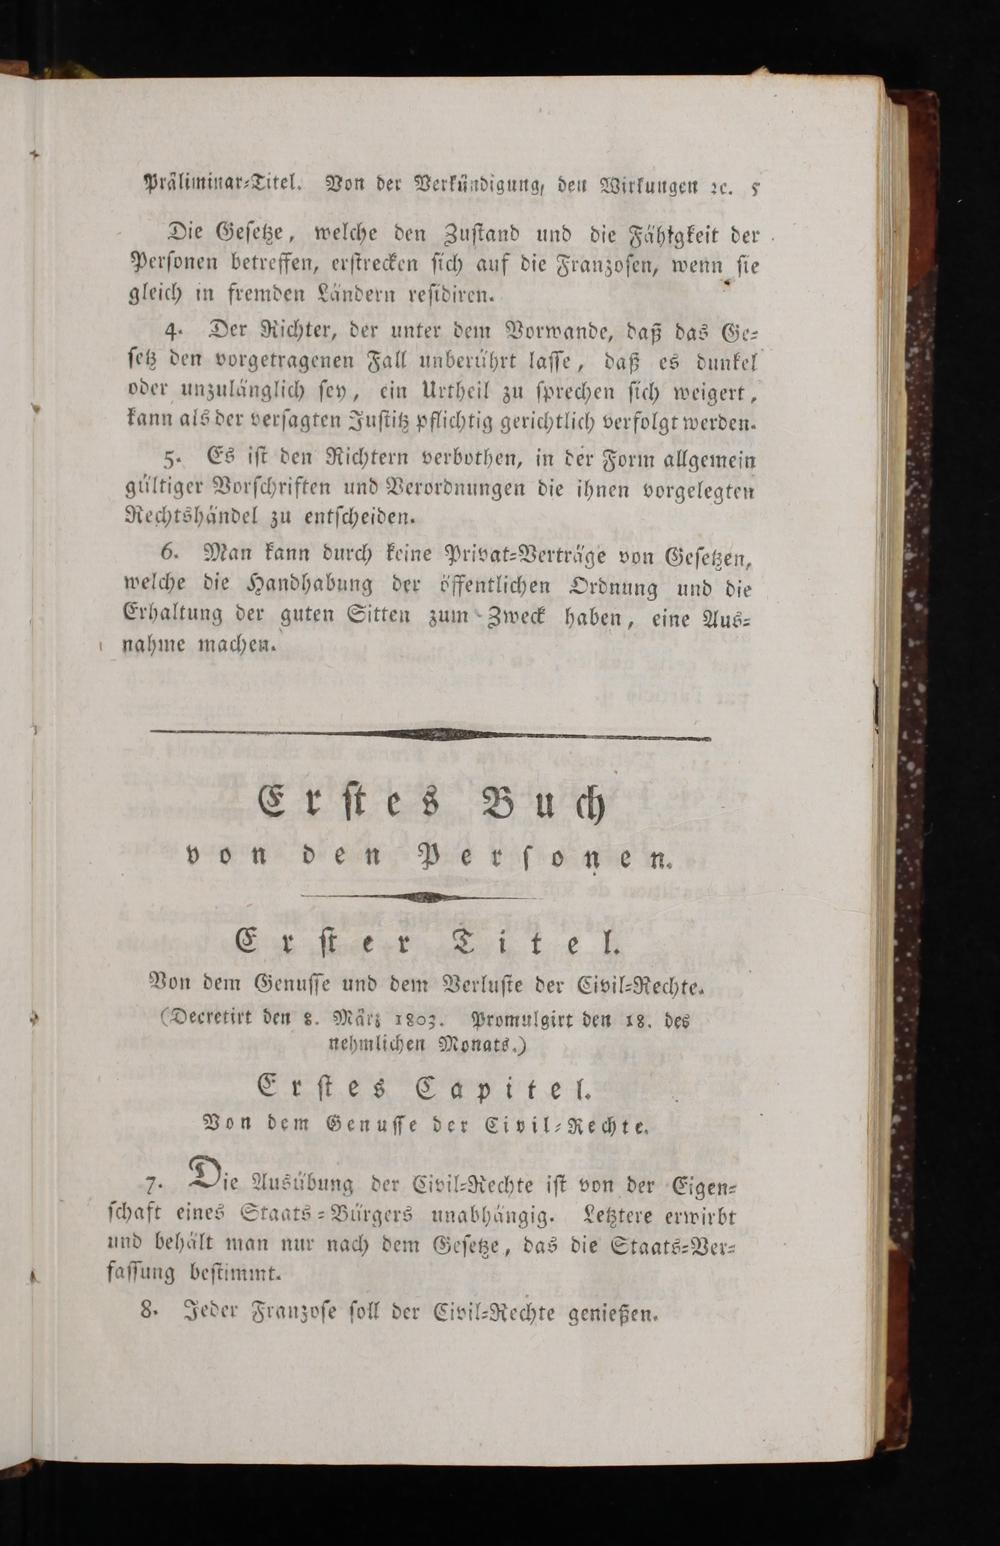 Präliminar-Titel. Von der Verkündigung, den Wirkungen ꝛc. 5
Die Geſetze, welche den Zuſtand und die Fähigkeit der
Perſonen betreffen, erſtrecken ſich auf die Franzoſen, wenn ſie
gleich in fremden Ländern reſidiren.
4. Der Richter, der unter dem Vorwande, daß das Ge-
ſetz den vorgetragenen Fall unberührt laſſe, daß es dunkel
oder unzulänglich ſey, ein Urtheil zu ſprechen ſich weigert,
kann als der verſagten Juſtitz pflichtig gerichtlich verfolgt werden.
5. Es iſt den Richtern verbothen, in der Form allgemein
gültiger Vorſchriften und Verordnungen die ihnen vorgelegten
Rechtshändel zu entſcheiden.
6. Man kann durch keine Privat-Verträge von Geſetzen,
welche die Handhabung der öffentlichen Ordnung und die
Erhaltung der guten Sitten zum Zweck haben, eine Aus-
nahme machen.
Erſtes Buch
von den Perſonen.
Erſter Titel.
Von dem Genuſſe und dem Verluſte der Civil-Rechte.
(Decretirt den 8. März 1803. Promulgirt den 18. des
nehmlichen Monats.)
Erſtes Capitel.
Von dem Genuſſe der Civil-Rechte.
7. Die Ausübung der Civil-Rechte iſt von der Eigen-
ſchaft eines Staats-Bürgers unabhängig. Letztere erwirbt
und behält man nur nach dem Geſetze, das die Staats-Ver-
faſſung beſtimmt.
8. Jeder Franzoſe ſoll der Civil-Rechte genießen.